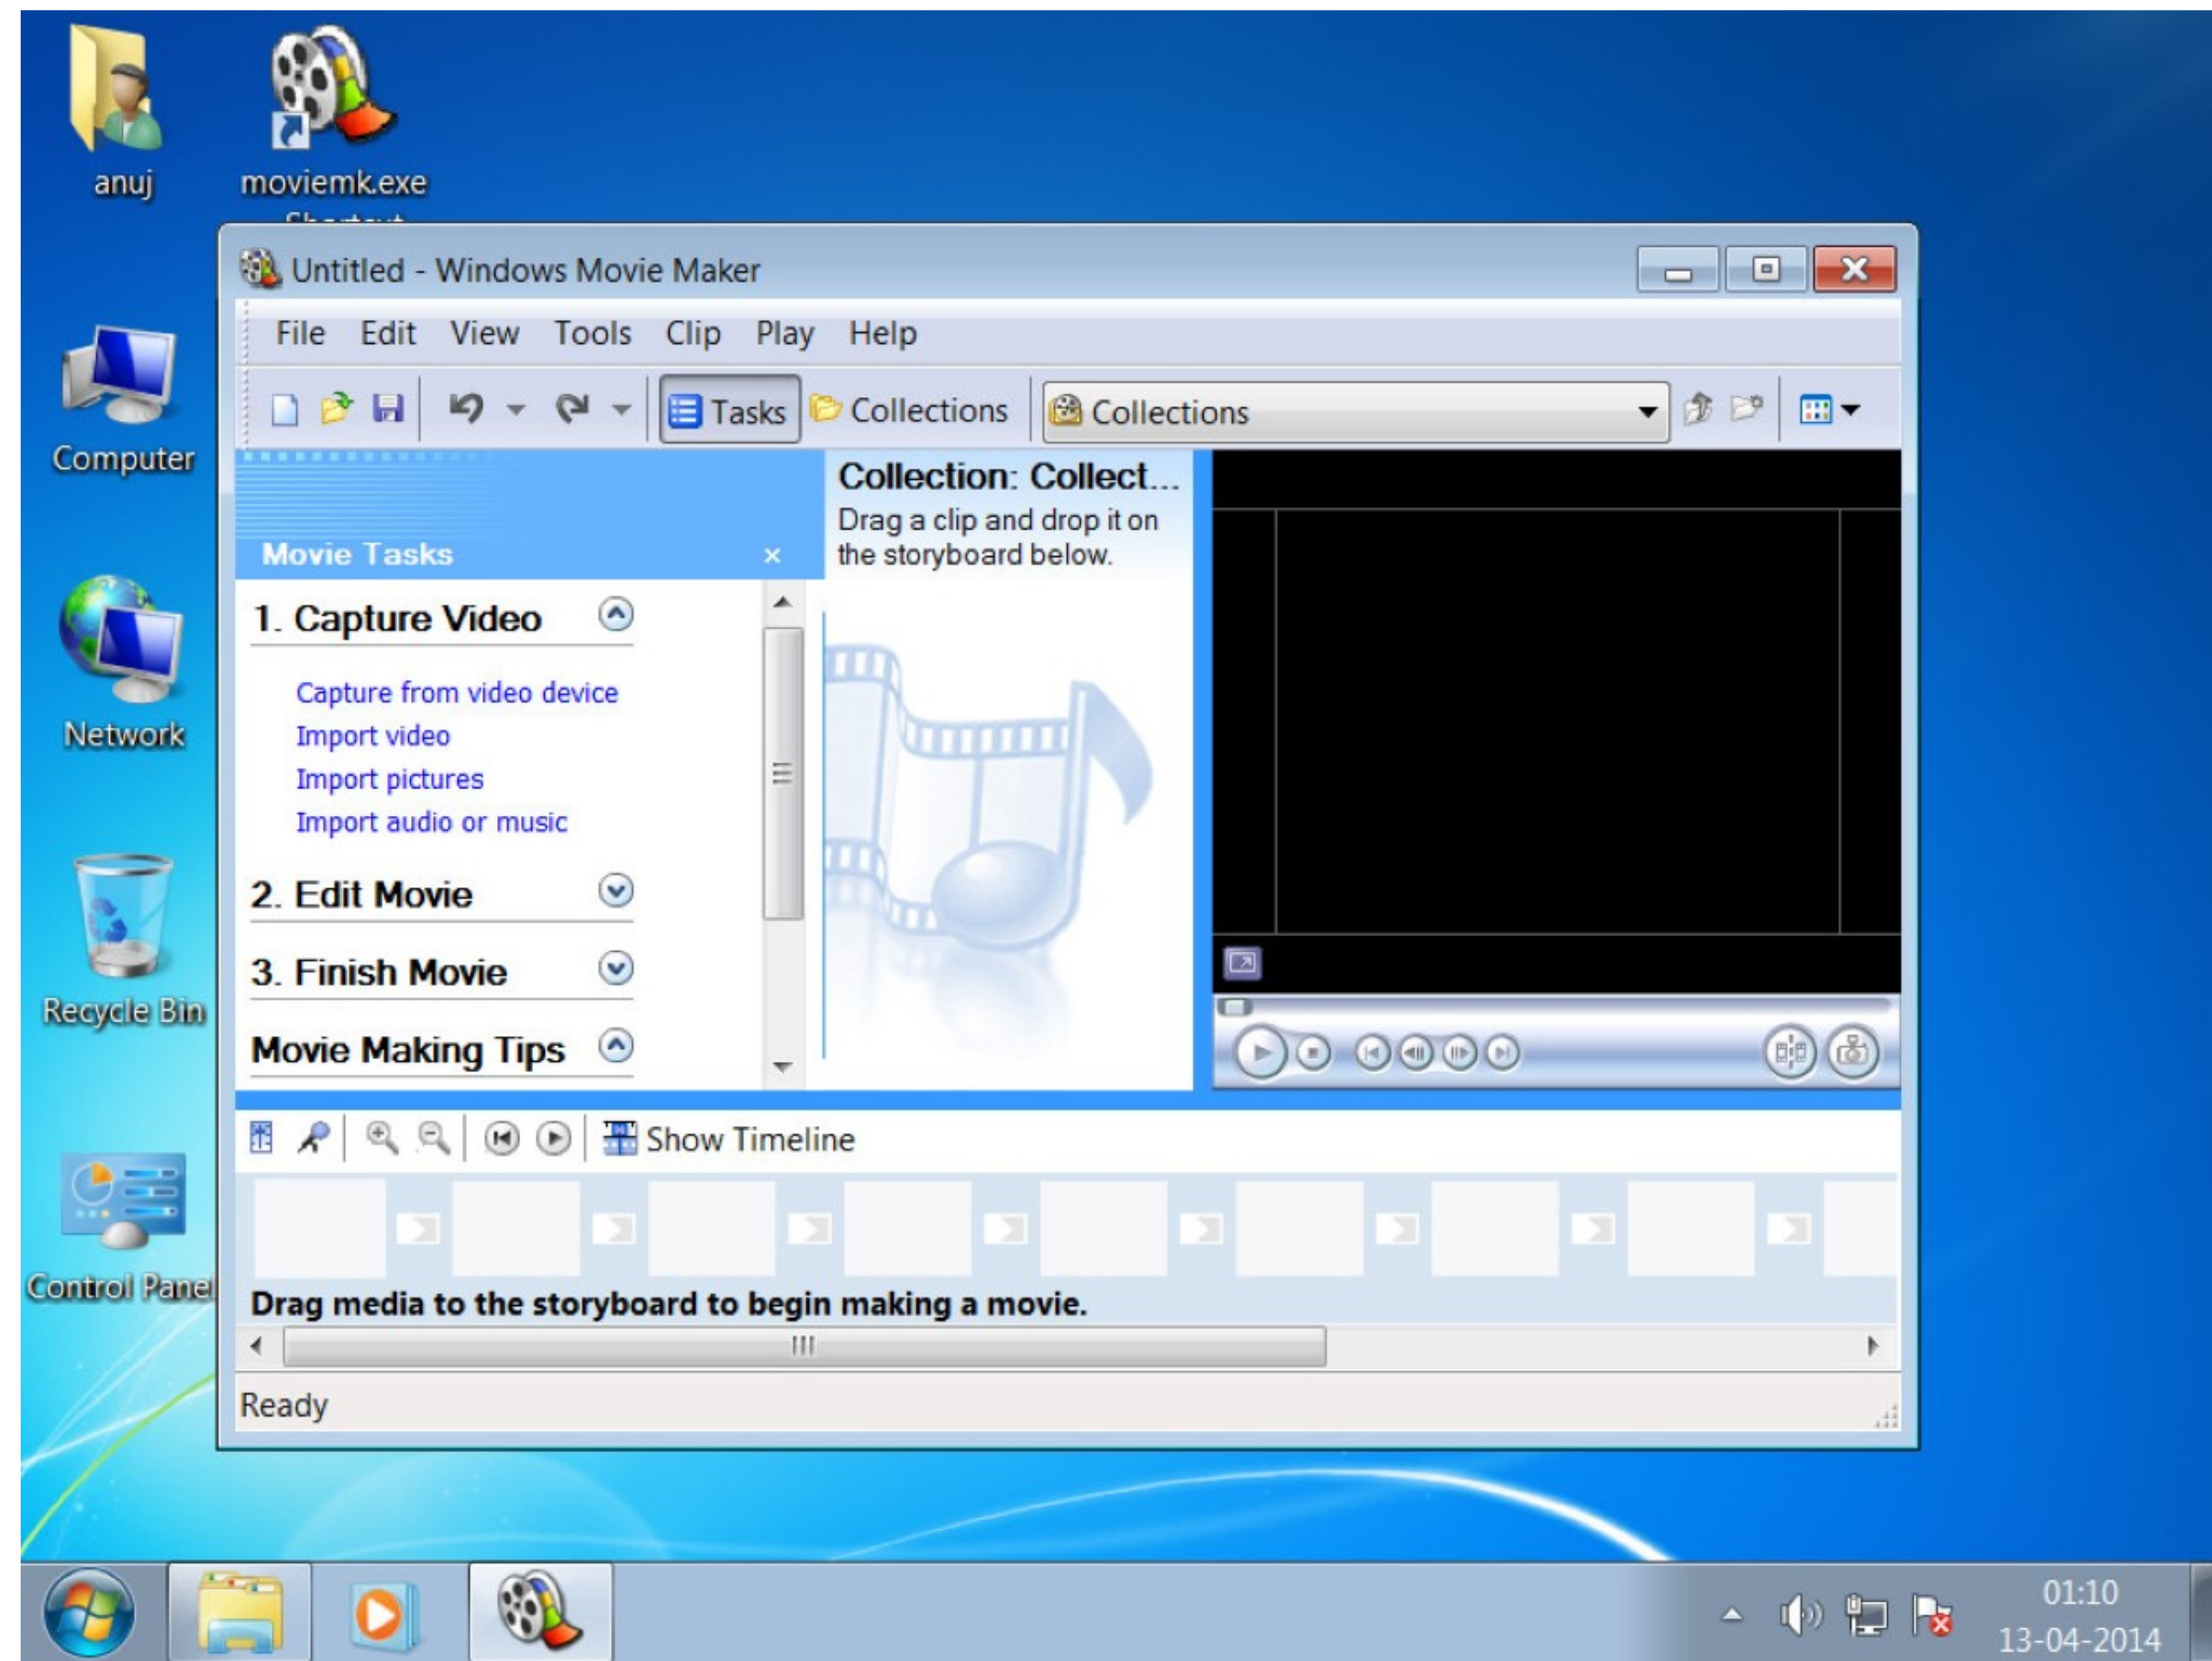 anuj
moviemk.exe
Shortcut
Computer
Network
Recycle Bin
Control Panel
Untitled - Windows Movie Maker
File Edit View Tools Clip Play Help
Tasks Collections Collections
Movie Tasks
1. Capture Video
Capture from video device
Import video
Import pictures
Import audio or music
2. Edit Movie
3. Finish Movie
Movie Making Tips
Collection: Collect...
Drag a clip and drop it on
the storyboard below.
Show Timeline
Drag media to the storyboard to begin making a movie.
Ready
01:10
13-04-2014